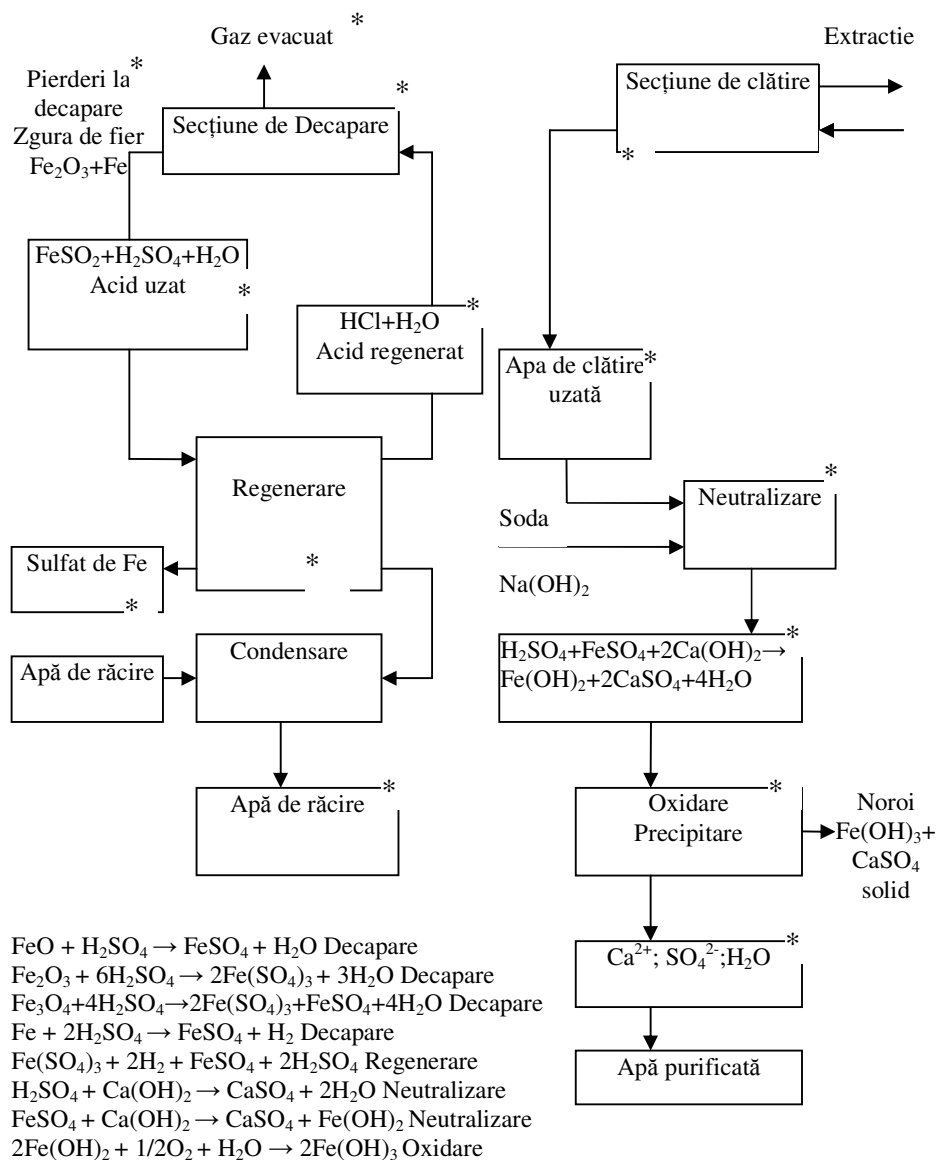 Gaz evacuat *
Pierderi la *
decapare
Zgura de fier
Fe₂O₃+Fe
*
Secțiune de Decapare
FeSO₂+H₂SO₄+H₂O
Acid uzat
*
*
HCl+H₂O
Acid regenerat
Regenerare
*
Sulfat de Fe
*
Apă de răcire
Condensare
*
Apă de răcire
Extractie
Secțiune de clătire
*
Apa de clătire *
uzată
*
Neutralizare
Soda
Na(OH)₂
*
H₂SO₄+FeSO₄+2Ca(OH)₂→
Fe(OH)₂+2CaSO₄+4H₂O
*
Oxidare
Precipitare
Noroi
Fe(OH)₃+
CaSO₄
solid
*
Ca²⁺; SO₄²⁻;H₂O
Apă purificată
FeO + H₂SO₄ → FeSO₄ + H₂O Decapare
Fe₂O₃ + 6H₂SO₄ → 2Fe(SO₄)₃ + 3H₂O Decapare
Fe₃O₄+4H₂SO₄→2Fe(SO₄)₃+FeSO₄+4H₂O Decapare
Fe + 2H₂SO₄ → FeSO₄ + H₂ Decapare
Fe(SO₄)₃ + 2H₂ + FeSO₄ + 2H₂SO₄ Regenerare
H₂SO₄ + Ca(OH)₂ → CaSO₄ + 2H₂O Neutralizare
FeSO₄ + Ca(OH)₂ → CaSO₄ + Fe(OH)₂ Neutralizare
2Fe(OH)₂ + 1/2O₂ + H₂O → 2Fe(OH)₃ Oxidare